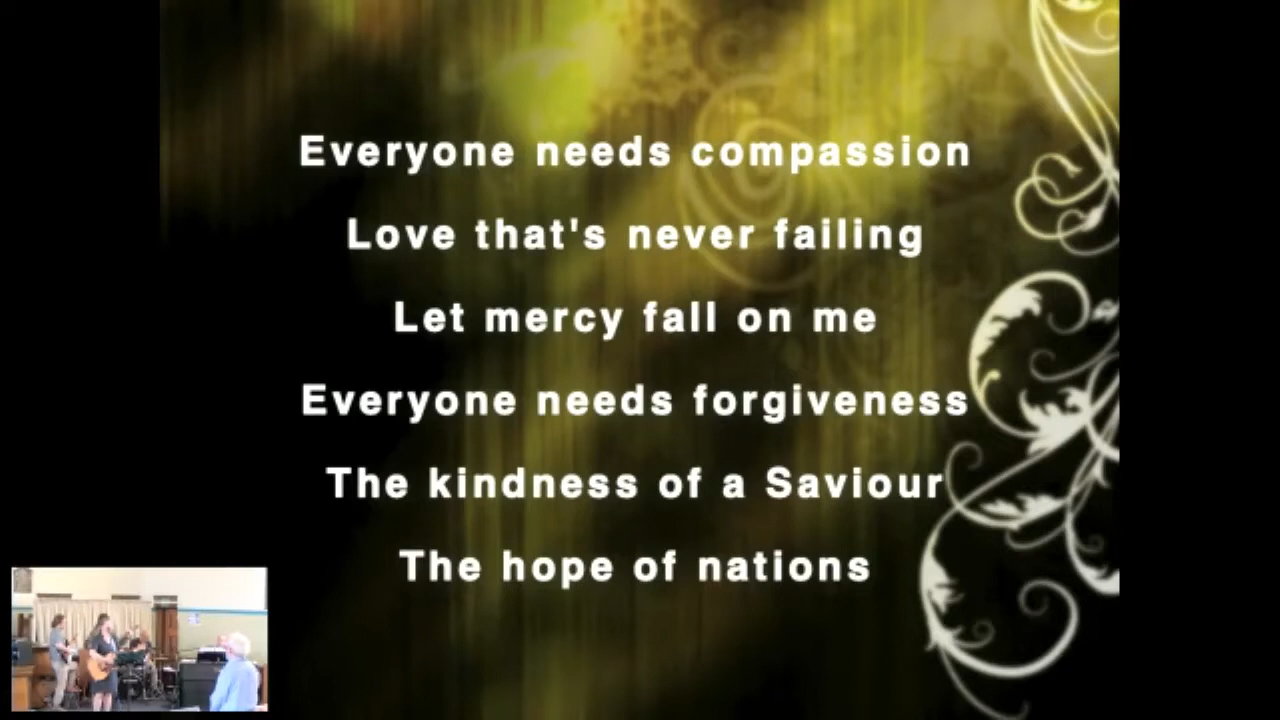 Everyone needs compassion
Love that's never failing
Let mercy fall on me
Everyone needs forgiveness
The kindness of a Saviour
The hope of nations